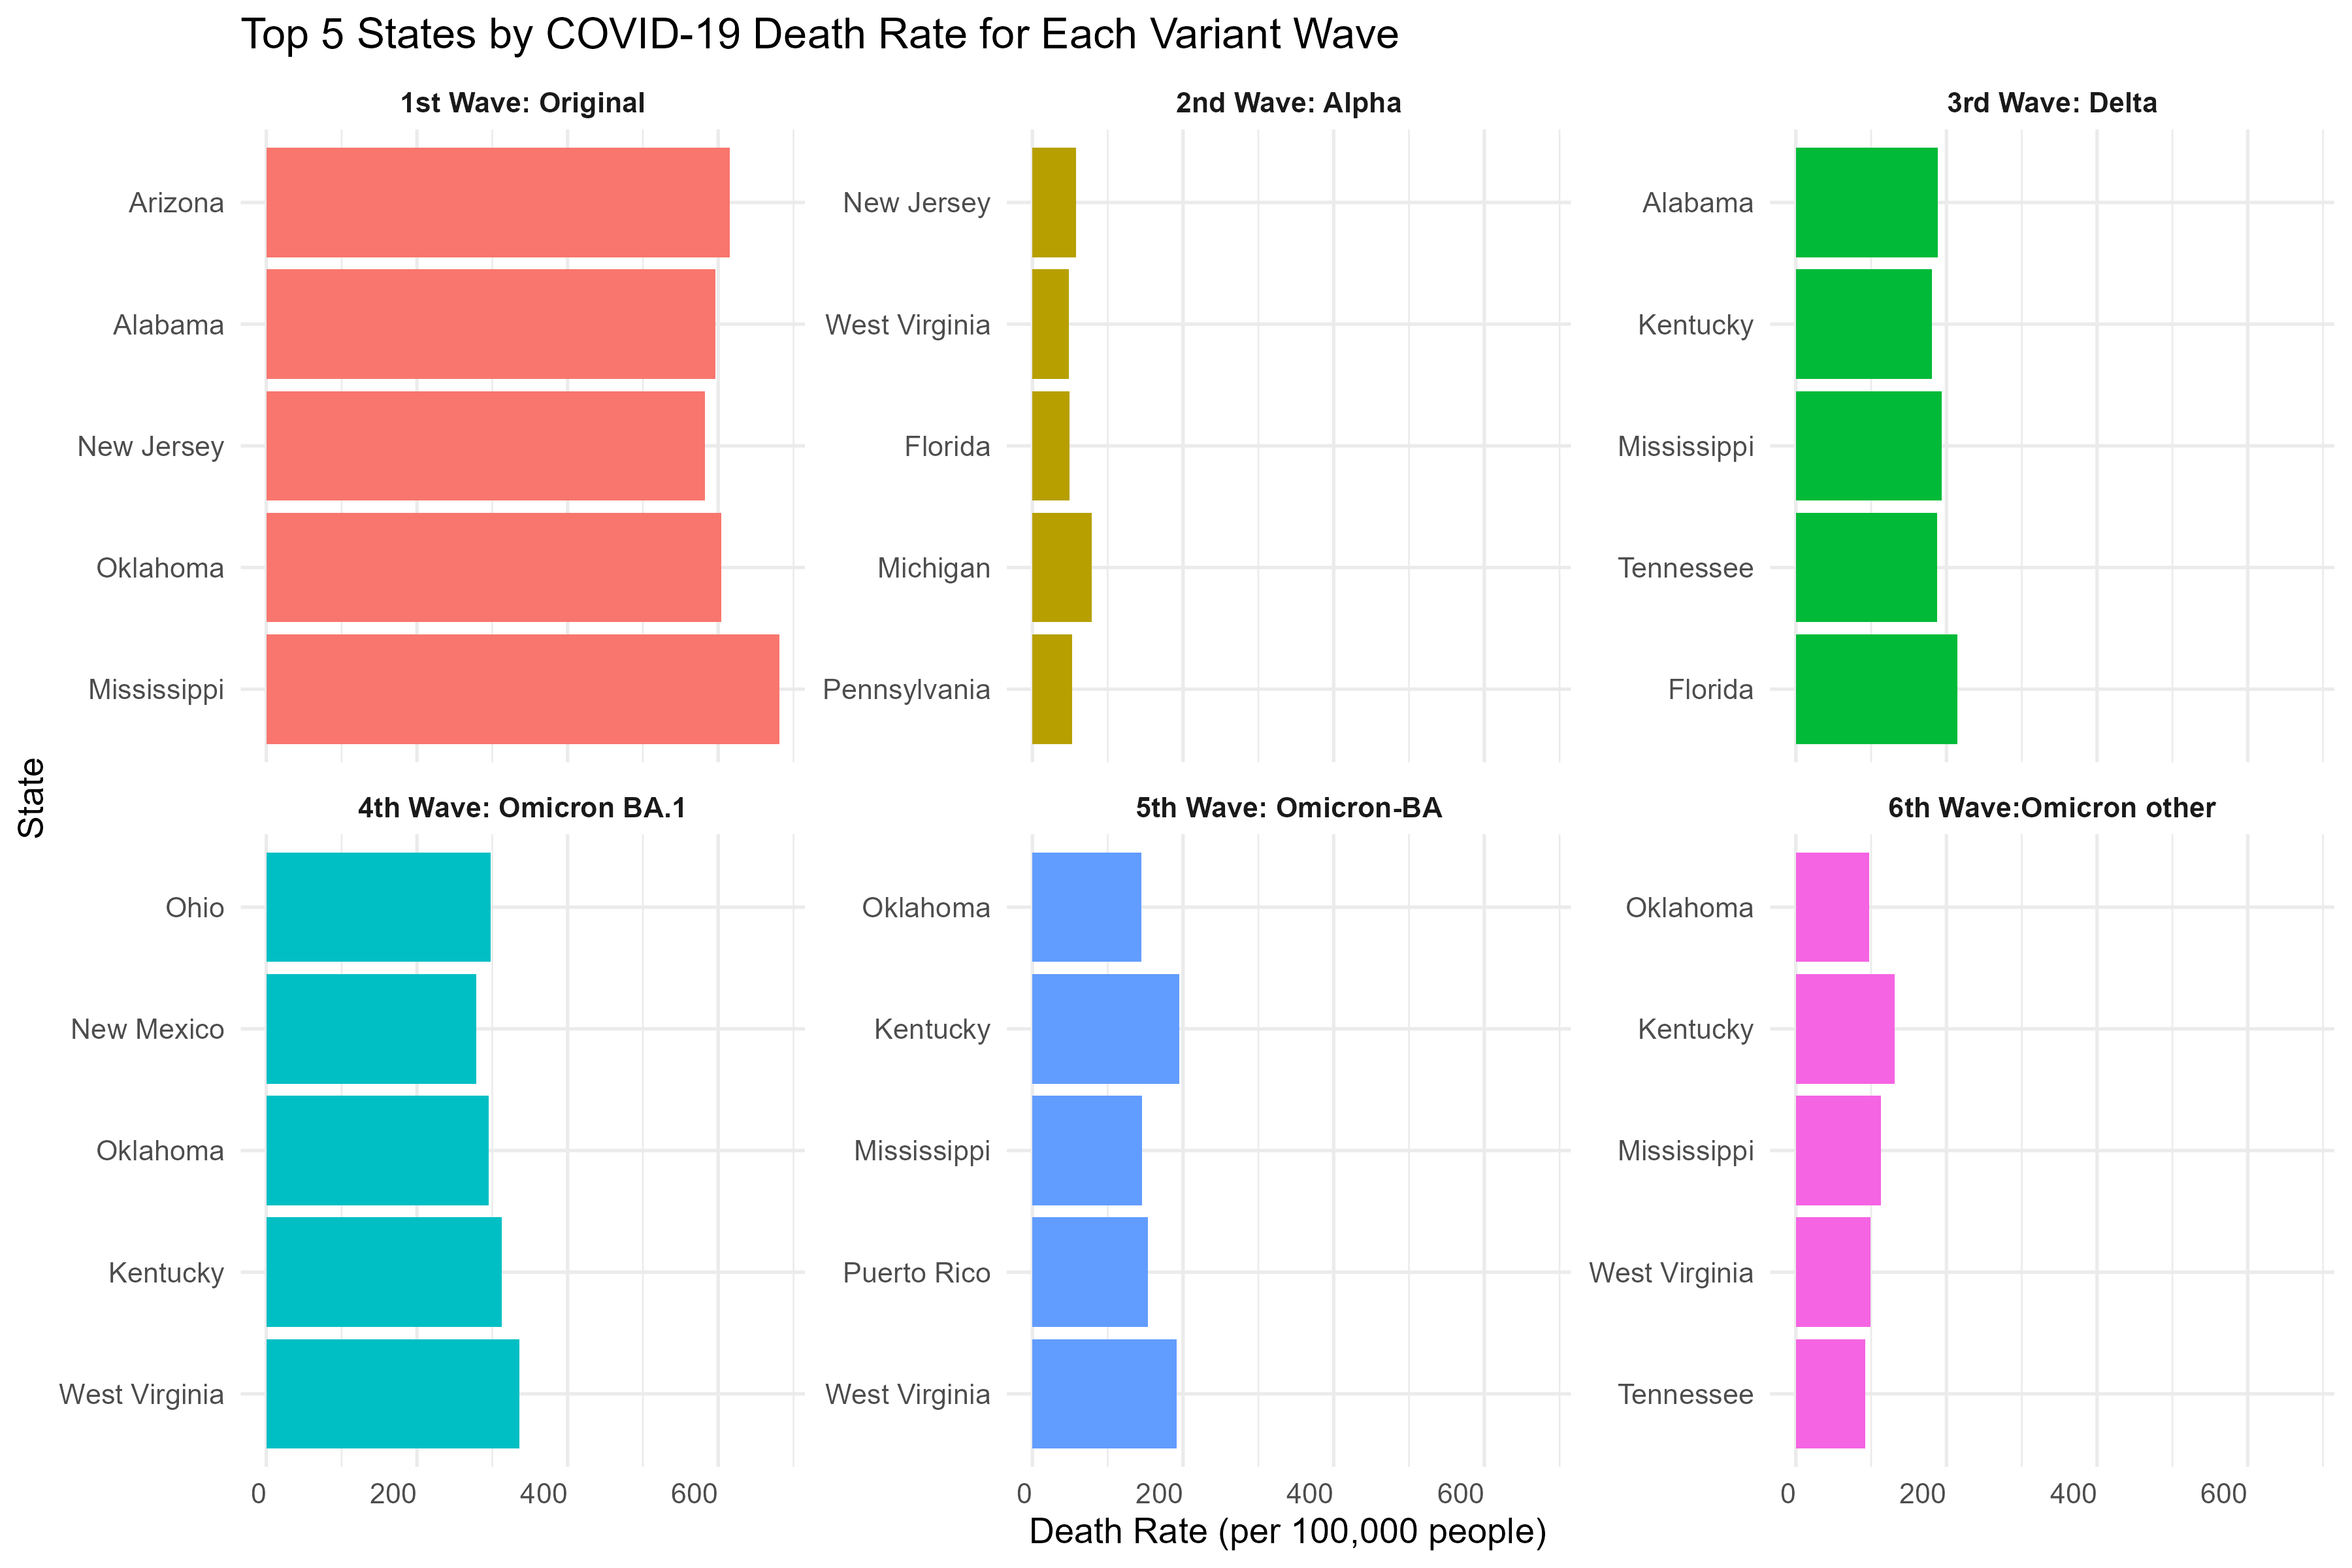 Top 5 States by COVID-19 Death Rate for Each Variant Wave
1st Wave: Original
Arizona
Alabama
New Jersey
Oklahoma
Mississippi
2nd Wave: Alpha
New Jersey
West Virginia
Florida
Michigan
Pennsylvania
3rd Wave: Delta
Alabama
Kentucky
Mississippi
Tennessee
Florida
State
4th Wave: Omicron BA.1
Ohio
New Mexico
Oklahoma
Kentucky
West Virginia
0 200 400 600
5th Wave: Omicron-BA
Oklahoma
Kentucky
Mississippi
Puerto Rico
West Virginia
0 200 400 600
6th Wave:Omicron other
Oklahoma
Kentucky
Mississippi
West Virginia
Tennessee
0 200 400 600
Death Rate (per 100,000 people)